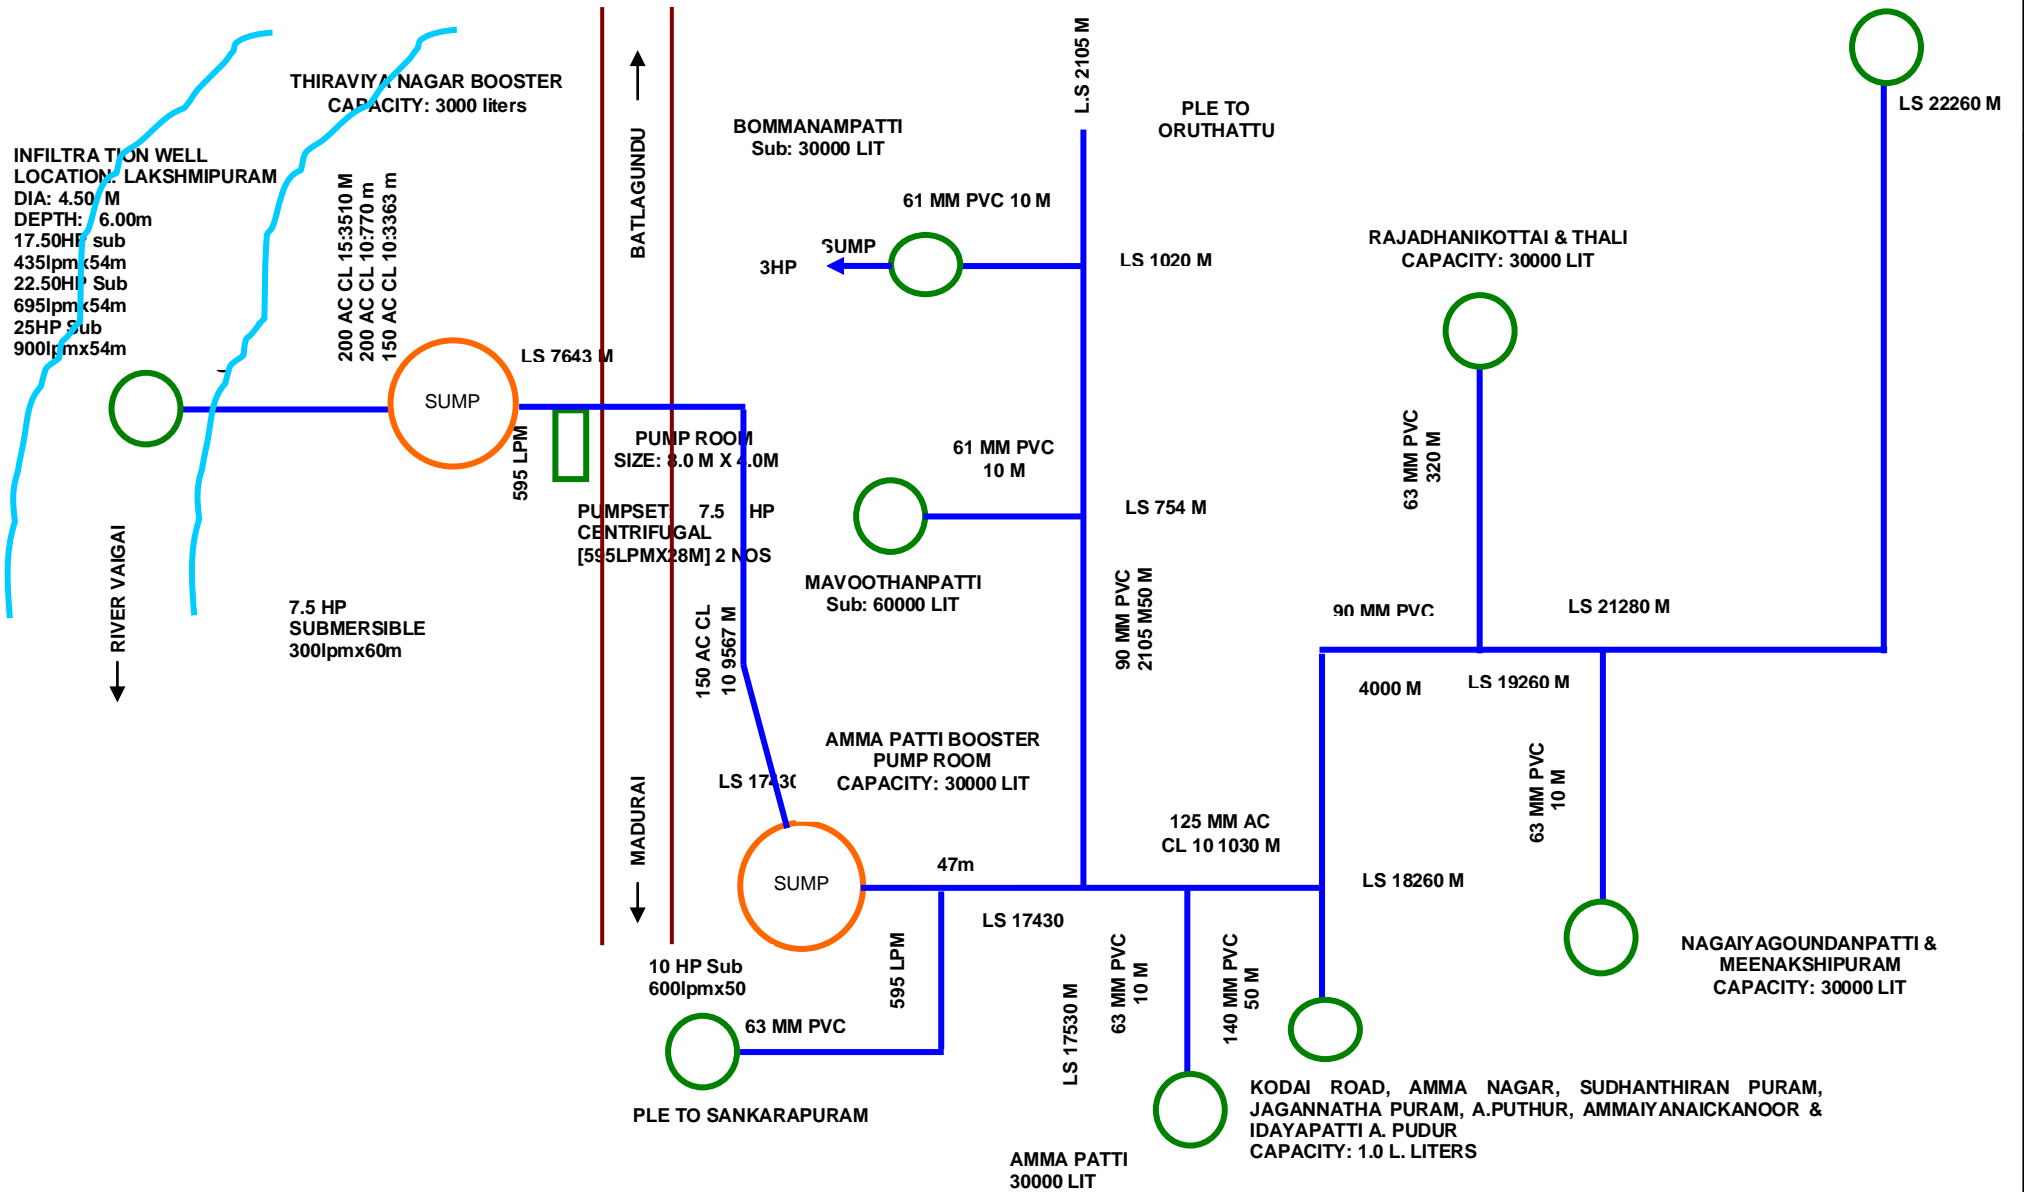 THIRAVIYA NAGAR BOOSTER
CAPACITY: 3000 liters
INFILTRA TION WELL
LOCATION: LAKSHMIPURAM
DIA: 4.50 M
DEPTH: 6.00m
17.50HP sub
435lpmx54m
22.50HP Sub
695lpmx54m
25HP Sub
900lpmx54m
200 AC CL 15:3510 M
200 AC CL 10:770 m
150 AC CL 10:3363 m
SUMP
LS 7643 M
595 LPM
BATLAGUNDU
PUMP ROOM
SIZE: 8.0 M X 4.0M
PUMPSET: 7.5 HP
CENTRIFUGAL
[595LPMX28M] 2 NOS
RIVER VAIGAI
7.5 HP
SUBMERSIBLE
300lpmx60m
BOMMANAMPATTI
Sub: 30000 LIT
L.S 2105 M
PLE TO
ORUTHATTU
61 MM PVC 10 M
SUMP
3HP
LS 1020 M
61 MM PVC
10 M
LS 754 M
MAVOOTHANPATTI
Sub: 60000 LIT
90 MM PVC
2105 M50 M
150 AC CL
10 9567 M
AMMA PATTI BOOSTER
PUMP ROOM
CAPACITY: 30000 LIT
LS 17430
MADURAI
SUMP
47m
LS 17430
595 LPM
10 HP Sub
600lpmx50
63 MM PVC
PLE TO SANKARAPURAM
LS 17530 M
63 MM PVC
10 M
140 MM PVC
50 M
AMMA PATTI
30000 LIT
125 MM AC
CL 10 1030 M
LS 18260 M
KODAI ROAD, AMMA NAGAR, SUDHANTHIRAN PURAM,
JAGANNATHA PURAM, A.PUTHUR, AMMAIYANAICKANOOR &
IDAYAPATTI A. PUDUR
CAPACITY: 1.0 L. LITERS
RAJADHANIKOTTAI & THALI
CAPACITY: 30000 LIT
63 MM PVC
320 M
90 MM PVC
4000 M
LS 19260 M
LS 21280 M
LS 22260 M
63 MM PVC
10 M
NAGAIYAGOUNDANPATTI &
MEENAKSHIPURAM
CAPACITY: 30000 LIT